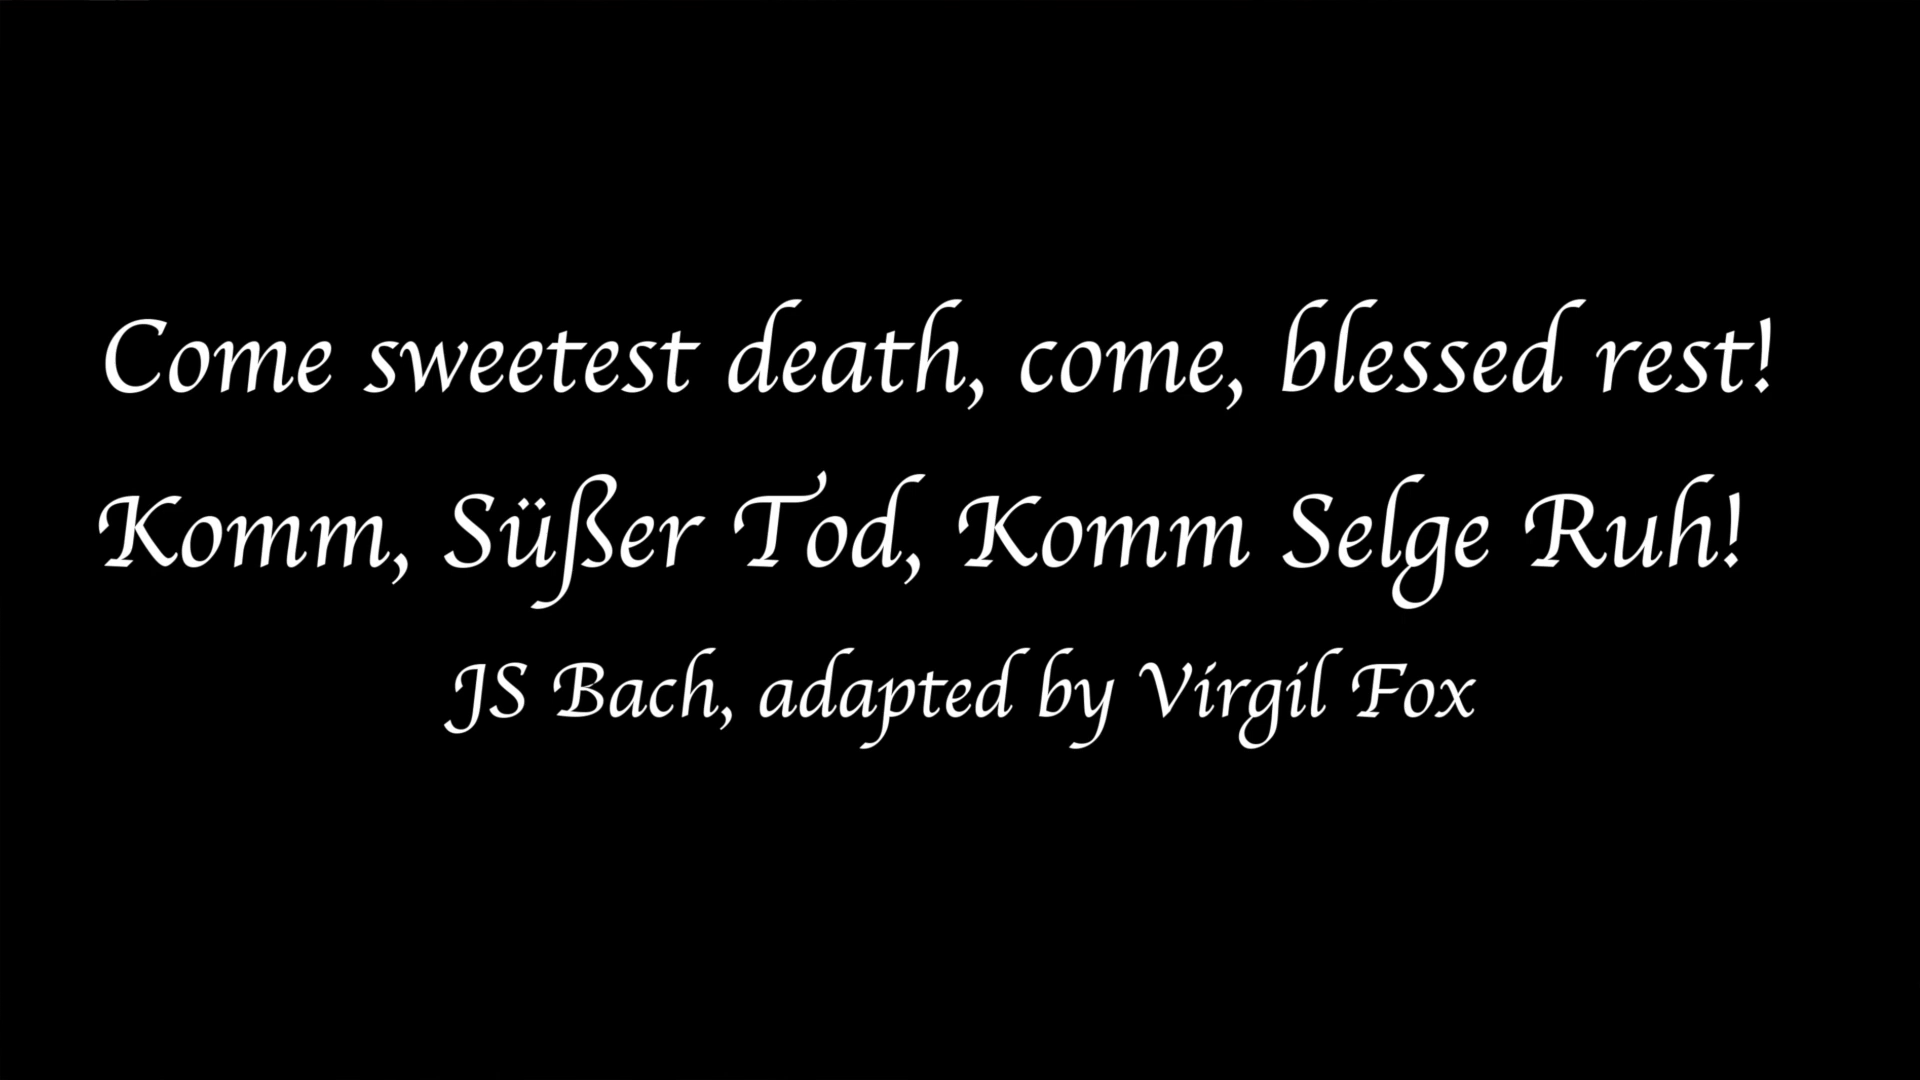 Come sweetest death, come, blessed rest!
Komm, Süßer Tod, Komm Selge Ruh!
JS Bach, adapted by Virgil Fox